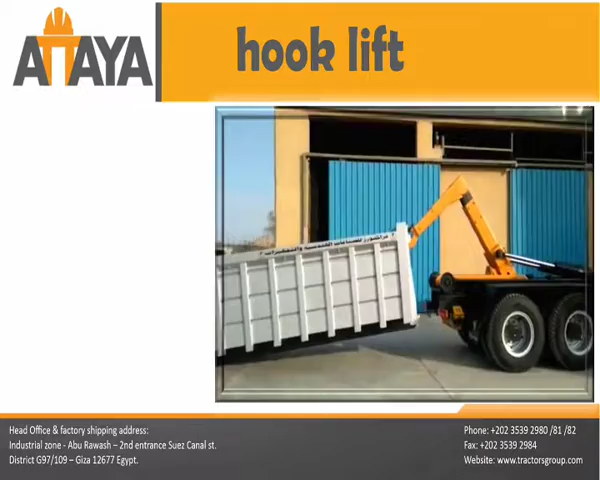 ATTAYA
hook lift
Head Office & factory shipping address:
Industrial zone - Abu Rawash – 2nd entrance Suez Canal st.
District G97/109 – Giza 12677 Egypt.
Phone: +202 3539 2980 /81 /82
Fax: +202 3539 2984
Website: www.tractorsgroup.com